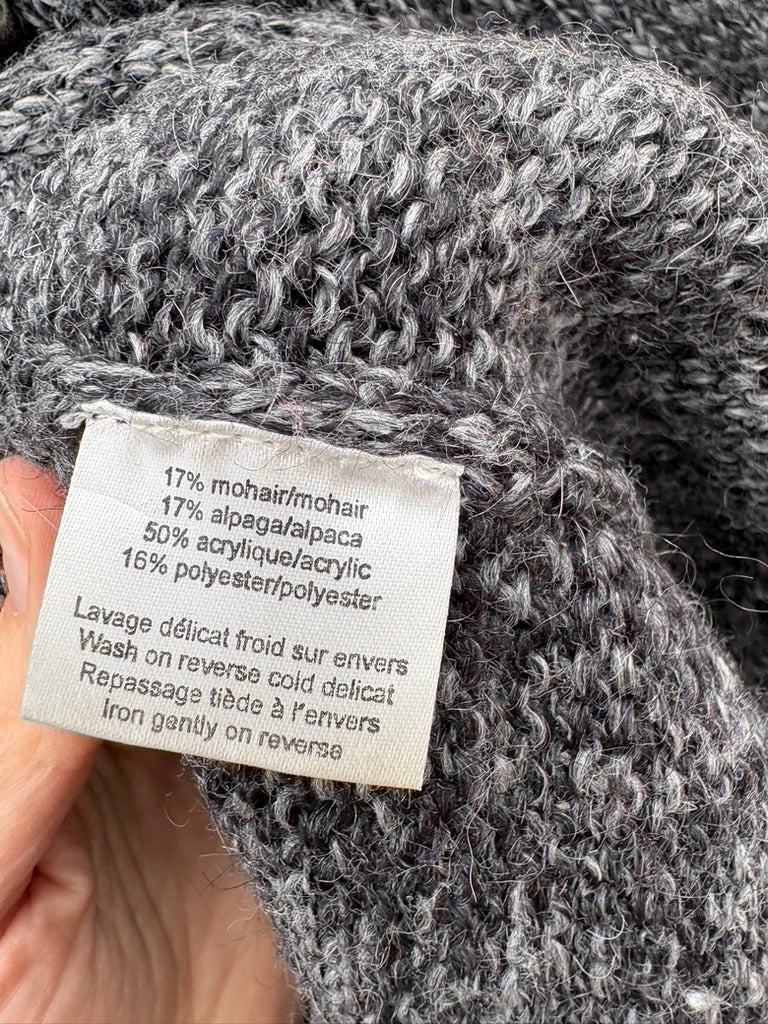 17% mohair/mohair
17% alpaga/alpaca
50% acrylique/acrylic
16% polyester/polyester
Lavage délicat froid sur envers
Wash on reverse cold delicat
Repassage tiède à l'envers
Iron gently on reverse